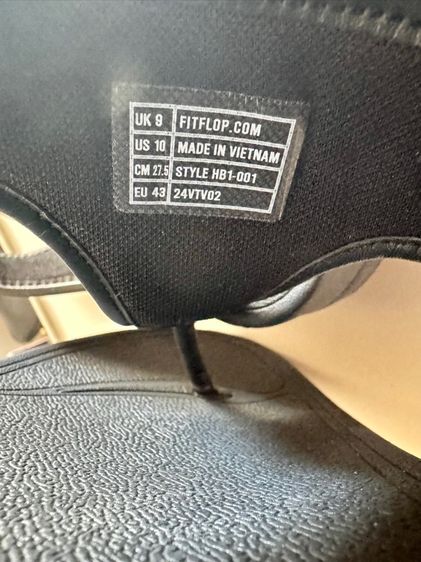 UK 9 FITFLOP.COM
US 10 MADE IN VIETNAM
CM 27.5 STYLE HB1-001
EU 43 24VTV02